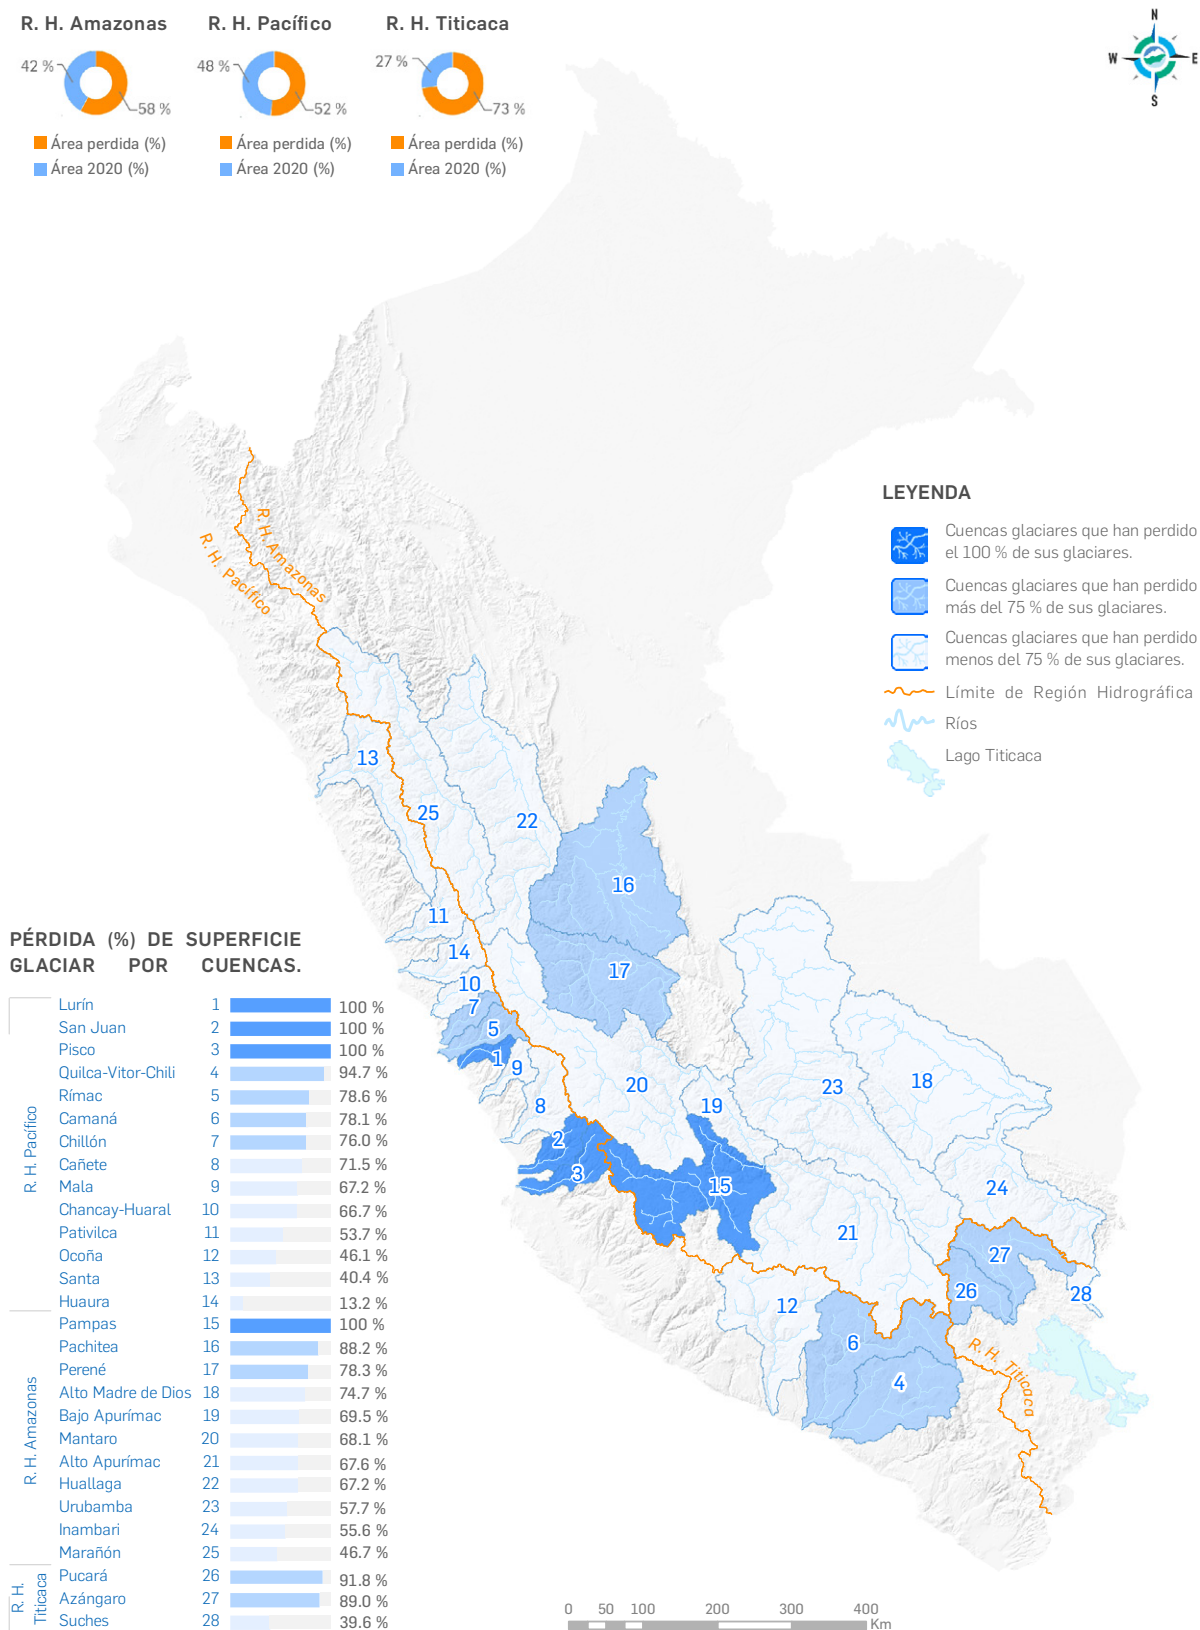 R. H. Amazonas
42 %
58 %
Área perdida (%)
Área 2020 (%)
R. H. Pacífico
48 %
52 %
Área perdida (%)
Área 2020 (%)
R. H. Titicaca
27 %
73 %
Área perdida (%)
Área 2020 (%)
N
W
E
S
LEYENDA
Cuencas glaciares que han perdido
el 100 % de sus glaciares.
Cuencas glaciares que han perdido
más del 75 % de sus glaciares.
Cuencas glaciares que han perdido
menos del 75 % de sus glaciares.
Límite de Región Hidrográfica
Ríos
Lago Titicaca
R. H. Amazonas
R. H. Pacífico
13
25
22
16
11
14
17
10
7
5
1
9
20
23
18
8
19
2
3
15
24
21
27
26
28
12
6
4
R. H. Titicaca
PÉRDIDA (%) DE SUPERFICIE
GLACIAR POR CUENCAS.
R. H. Pacífico
Lurín 1 100 %
San Juan 2 100 %
Pisco 3 100 %
Quilca-Vitor-Chili 4 94.7 %
Rímac 5 78.6 %
Camaná 6 78.1 %
Chillón 7 76.0 %
Cañete 8 71.5 %
Mala 9 67.2 %
Chancay-Huaral 10 66.7 %
Pativilca 11 53.7 %
Ocoña 12 46.1 %
Santa 13 40.4 %
Huaura 14 13.2 %
R. H. Amazonas
Pampas 15 100 %
Pachitea 16 88.2 %
Perené 17 78.3 %
Alto Madre de Dios 18 74.7 %
Bajo Apurímac 19 69.5 %
Mantaro 20 68.1 %
Alto Apurímac 21 67.6 %
Huallaga 22 67.2 %
Urubamba 23 57.7 %
Inambari 24 55.6 %
Marañón 25 46.7 %
R. H.
Titicaca
Pucará 26 91.8 %
Azángaro 27 89.0 %
Suches 28 39.6 %
0 50 100 200 300 400
Km